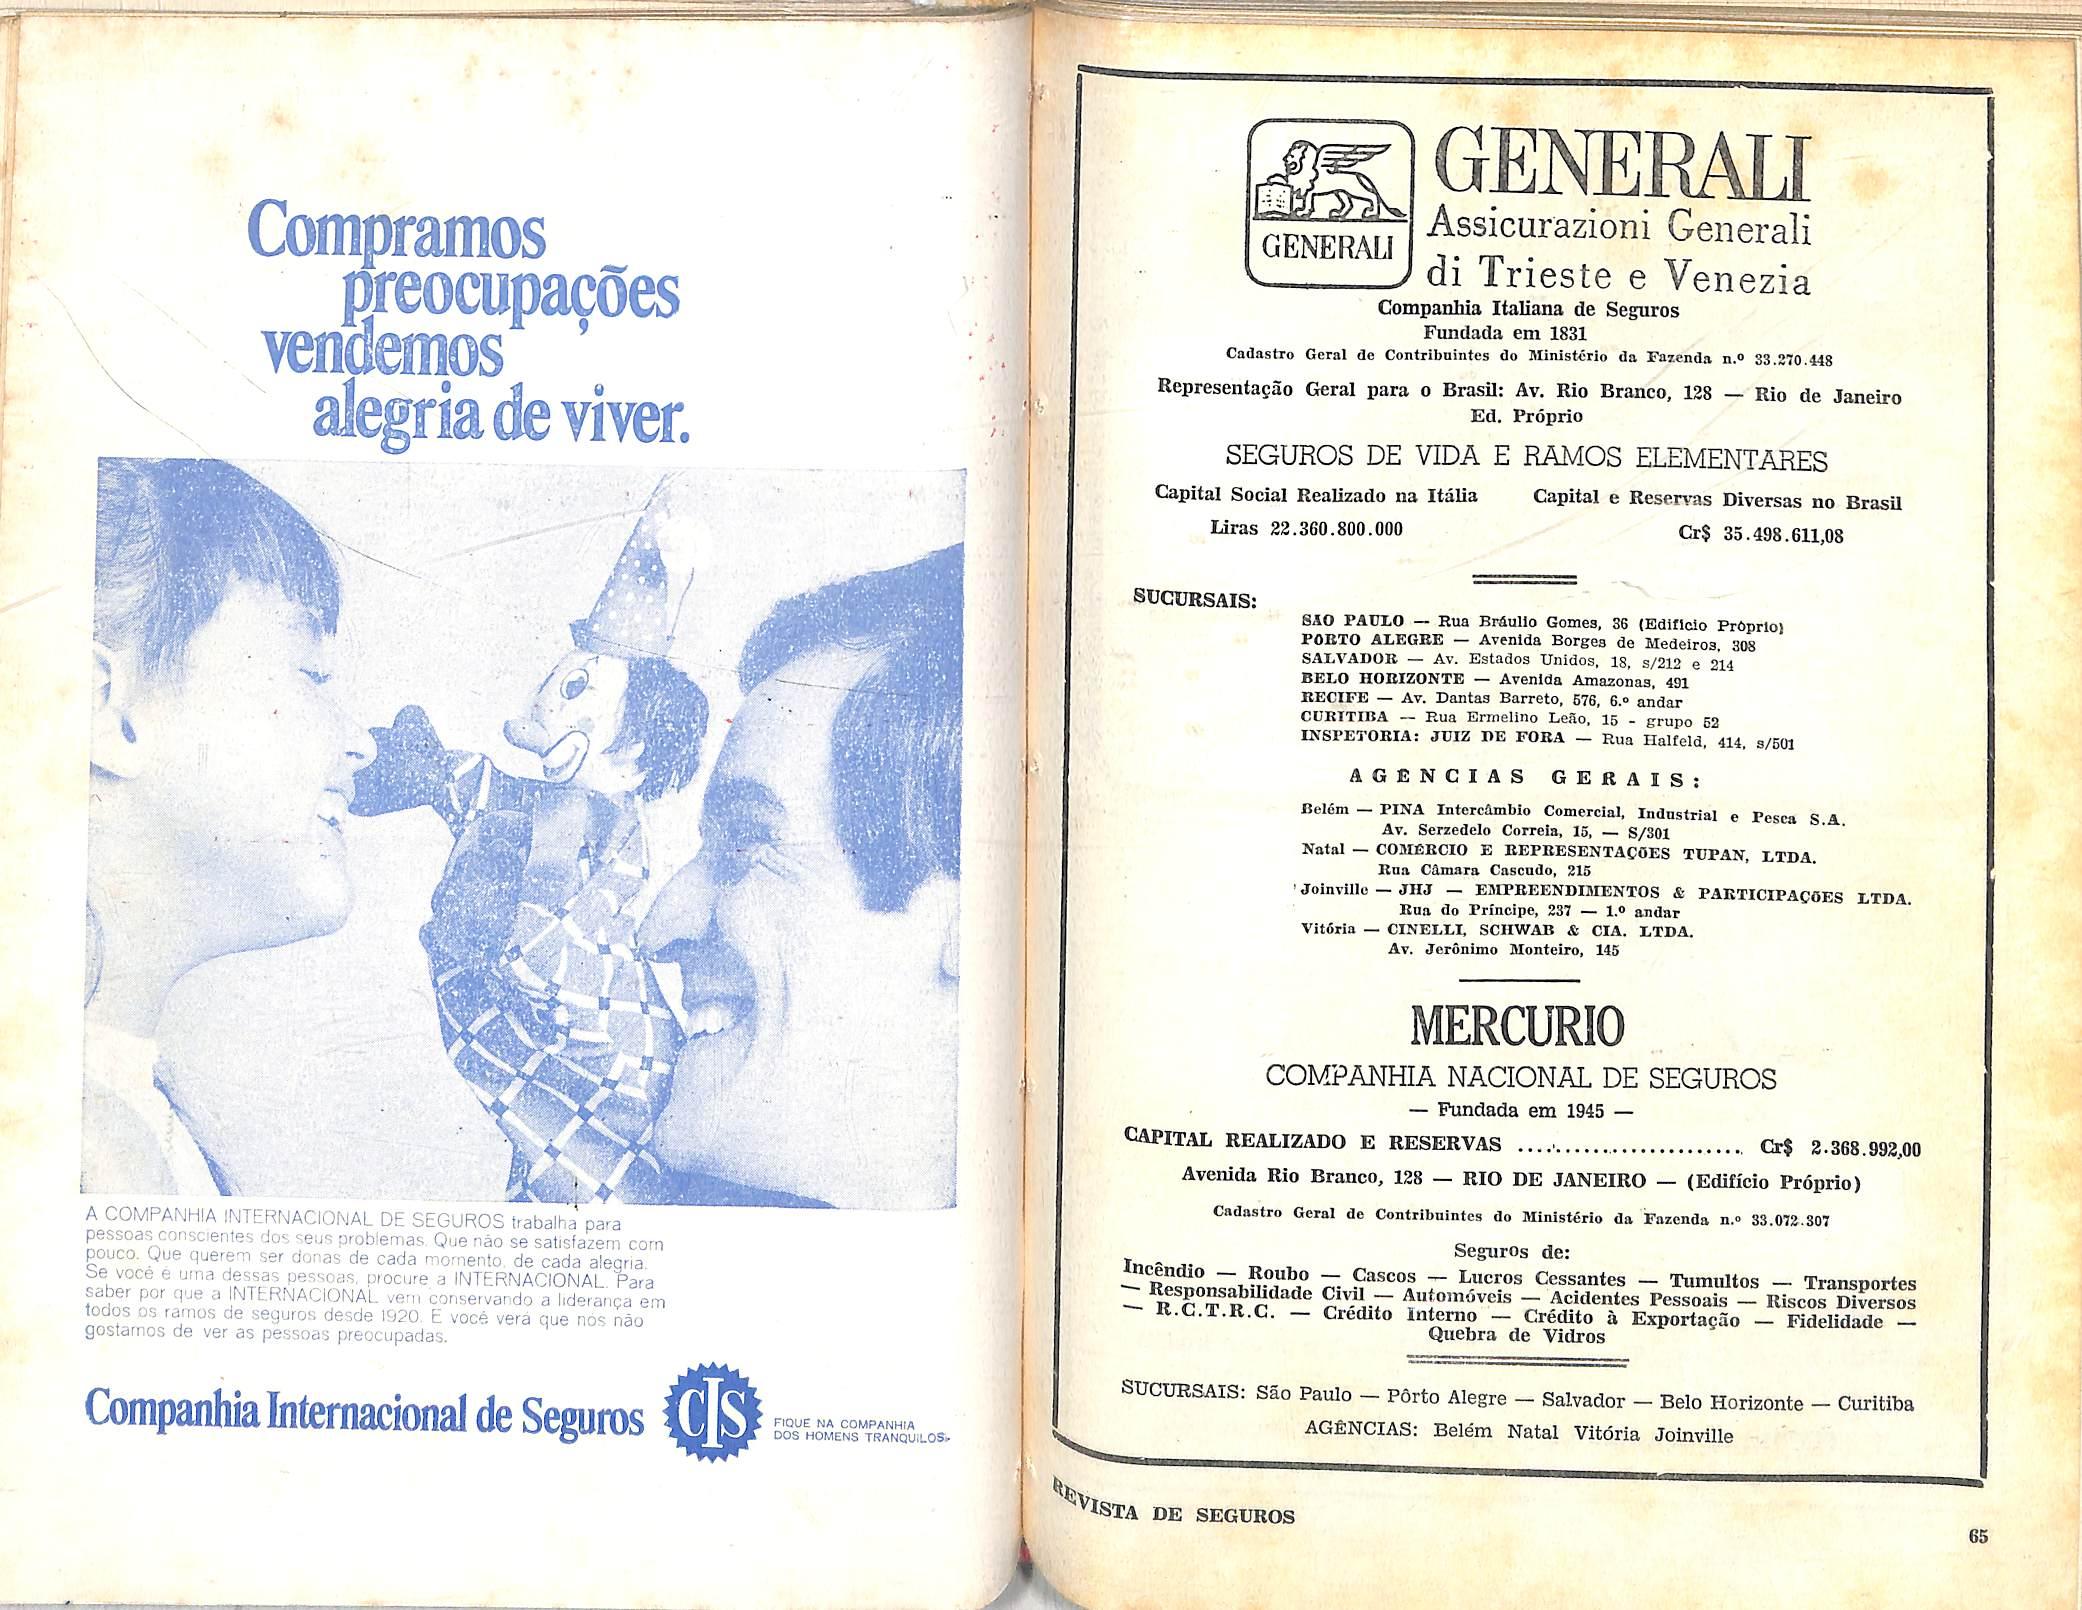 Compramos
preocupações
vendemos
alegria de viver.
A COMPANHIA INTERNACIONAL DE SEGUROS trabalha para
pessoas conscientes dos seus problemas. Que não se satisfazem com
pouco. Que querem ser donas de cada momento, de cada alegria.
Se você é uma dessas pessoas, procure a INTERNACIONAL. Para
saber por que a INTERNACIONAL vem conservando a liderança em
todos os ramos de seguros desde 1920. E você verá que nós não
gostamos de ver as pessoas preocupadas.
Companhia Internacional de Seguros
CIS
FIQUE NA COMPANHIA
DOS HOMENS TRANQUILOS
GENERALI
GENERALI
Assicurazioni Generali
di Trieste e Venezia
Companhia Italiana de Seguros
Fundada em 1831
Cadastro Geral de Contribuintes do Ministério da Fazenda n.º 33.270.448
Representação Geral para o Brasil: Av. Rio Branco, 128 — Rio de Janeiro
Ed. Próprio
SEGUROS DE VIDA E RAMOS ELEMENTARES
Capital Social Realizado na Itália Capital e Reservas Diversas no Brasil
Liras 22.360.800.000 Cr$ 35.498.611,08
SUCURSAIS:
SÃO PAULO — Rua Bráulio Gomes, 36 (Edifício Próprio)
PORTO ALEGRE — Avenida Borges de Medeiros, 308
SALVADOR — Av. Estados Unidos, 18, s/212 e 214
BELO HORIZONTE — Avenida Amazonas, 491
RECIFE — Av. Dantas Barreto, 576, 6.º andar
CURITIBA — Rua Ermelino Leão, 15 - grupo 52
INSPETORIA: JUIZ DE FORA — Rua Halfeld, 414, s/501
AGENCIAS GERAIS:
Belém — PINA Intercâmbio Comercial, Industrial e Pesca S.A.
Av. Serzedelo Correia, 15, — S/301
Natal — COMÉRCIO E REPRESENTAÇÕES TUPAN, LTDA.
Rua Câmara Cascudo, 215
Joinville — JHJ — EMPREENDIMENTOS & PARTICIPAÇÕES LTDA.
Rua do Príncipe, 237 — 1.º andar
Vitória — CINELLI, SCHWAB & CIA. LTDA.
Av. Jerônimo Monteiro, 145
MERCURIO
COMPANHIA NACIONAL DE SEGUROS
— Fundada em 1945 —
CAPITAL REALIZADO E RESERVAS ........................ Cr$ 2.368.992,00
Avenida Rio Branco, 128 — RIO DE JANEIRO — (Edifício Próprio)
Cadastro Geral de Contribuintes do Ministério da Fazenda n.º 33.072.307
Seguros de:
Incêndio — Roubo — Cascos — Lucros Cessantes — Tumultos — Transportes
— Responsabilidade Civil — Automóveis — Acidentes Pessoais — Riscos Diversos
— R.C.T.R.C. — Crédito Interno — Crédito à Exportação — Fidelidade —
Quebra de Vidros
SUCURSAIS: São Paulo — Pôrto Alegre — Salvador — Belo Horizonte — Curitiba
AGÊNCIAS: Belém Natal Vitória Joinville
REVISTA DE SEGUROS
65